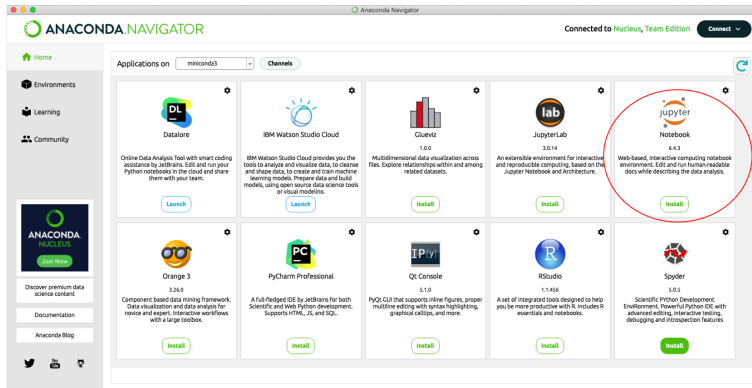 Anaconda Navigator
ANACONDA.NAVIGATOR
Connected to Nucleus, Team Edition
Connect
Home
Environments
Learning
Community
ANACONDA.
NUCLEUS
Join Now
Discover premium data
science content
Documentation
Anaconda Blog
You
Tube
Applications on
miniconda3
Channels
DL
Datalore
Online Data Analysis Tool with smart coding
assistance by JetBrains. Edit and run your
Python notebooks in the cloud and share
them with your team.
Launch
IBM Watson Studio Cloud
IBM Watson Studio Cloud provides you the
tools to analyze and visualize data, to cleanse
and shape data, to create and train machine
learning models. Prepare data and build
models, using open source data science tools
or visual modeling.
Launch
Glueviz
1.0.0
Multidimensional data visualization across
files. Explore relationships within and among
related datasets.
Install
lab
JupyterLab
3.0.14
An extensible environment for interactive
and reproducible computing, based on the
Jupyter Notebook and Architecture.
Install
jupyter
Notebook
6.4.3
Web-based, interactive computing notebook
environment. Edit and run human-readable
docs while describing the data analysis.
Install
Orange 3
3.26.0
Component based data mining framework.
Data visualization and data analysis for
novice and expert. Interactive workflows
with a large toolbox.
Install
PC
PyCharm Professional
A full-fledged IDE by JetBrains for both
Scientific and Web Python development.
Supports HTML, JS, and SQL.
Install
IP[y]:
Qt Console
5.1.0
PyQt GUI that supports inline figures, proper
multiline editing with syntax highlighting,
graphical calltips, and more.
Install
R
RStudio
1.1.456
A set of integrated tools designed to help
you be more productive with R. Includes R
essentials and notebooks.
Install
Spyder
5.0.5
Scientific PYthon Development
EnviRonment. Powerful Python IDE with
advanced editing, interactive testing,
debugging and introspection features
Install